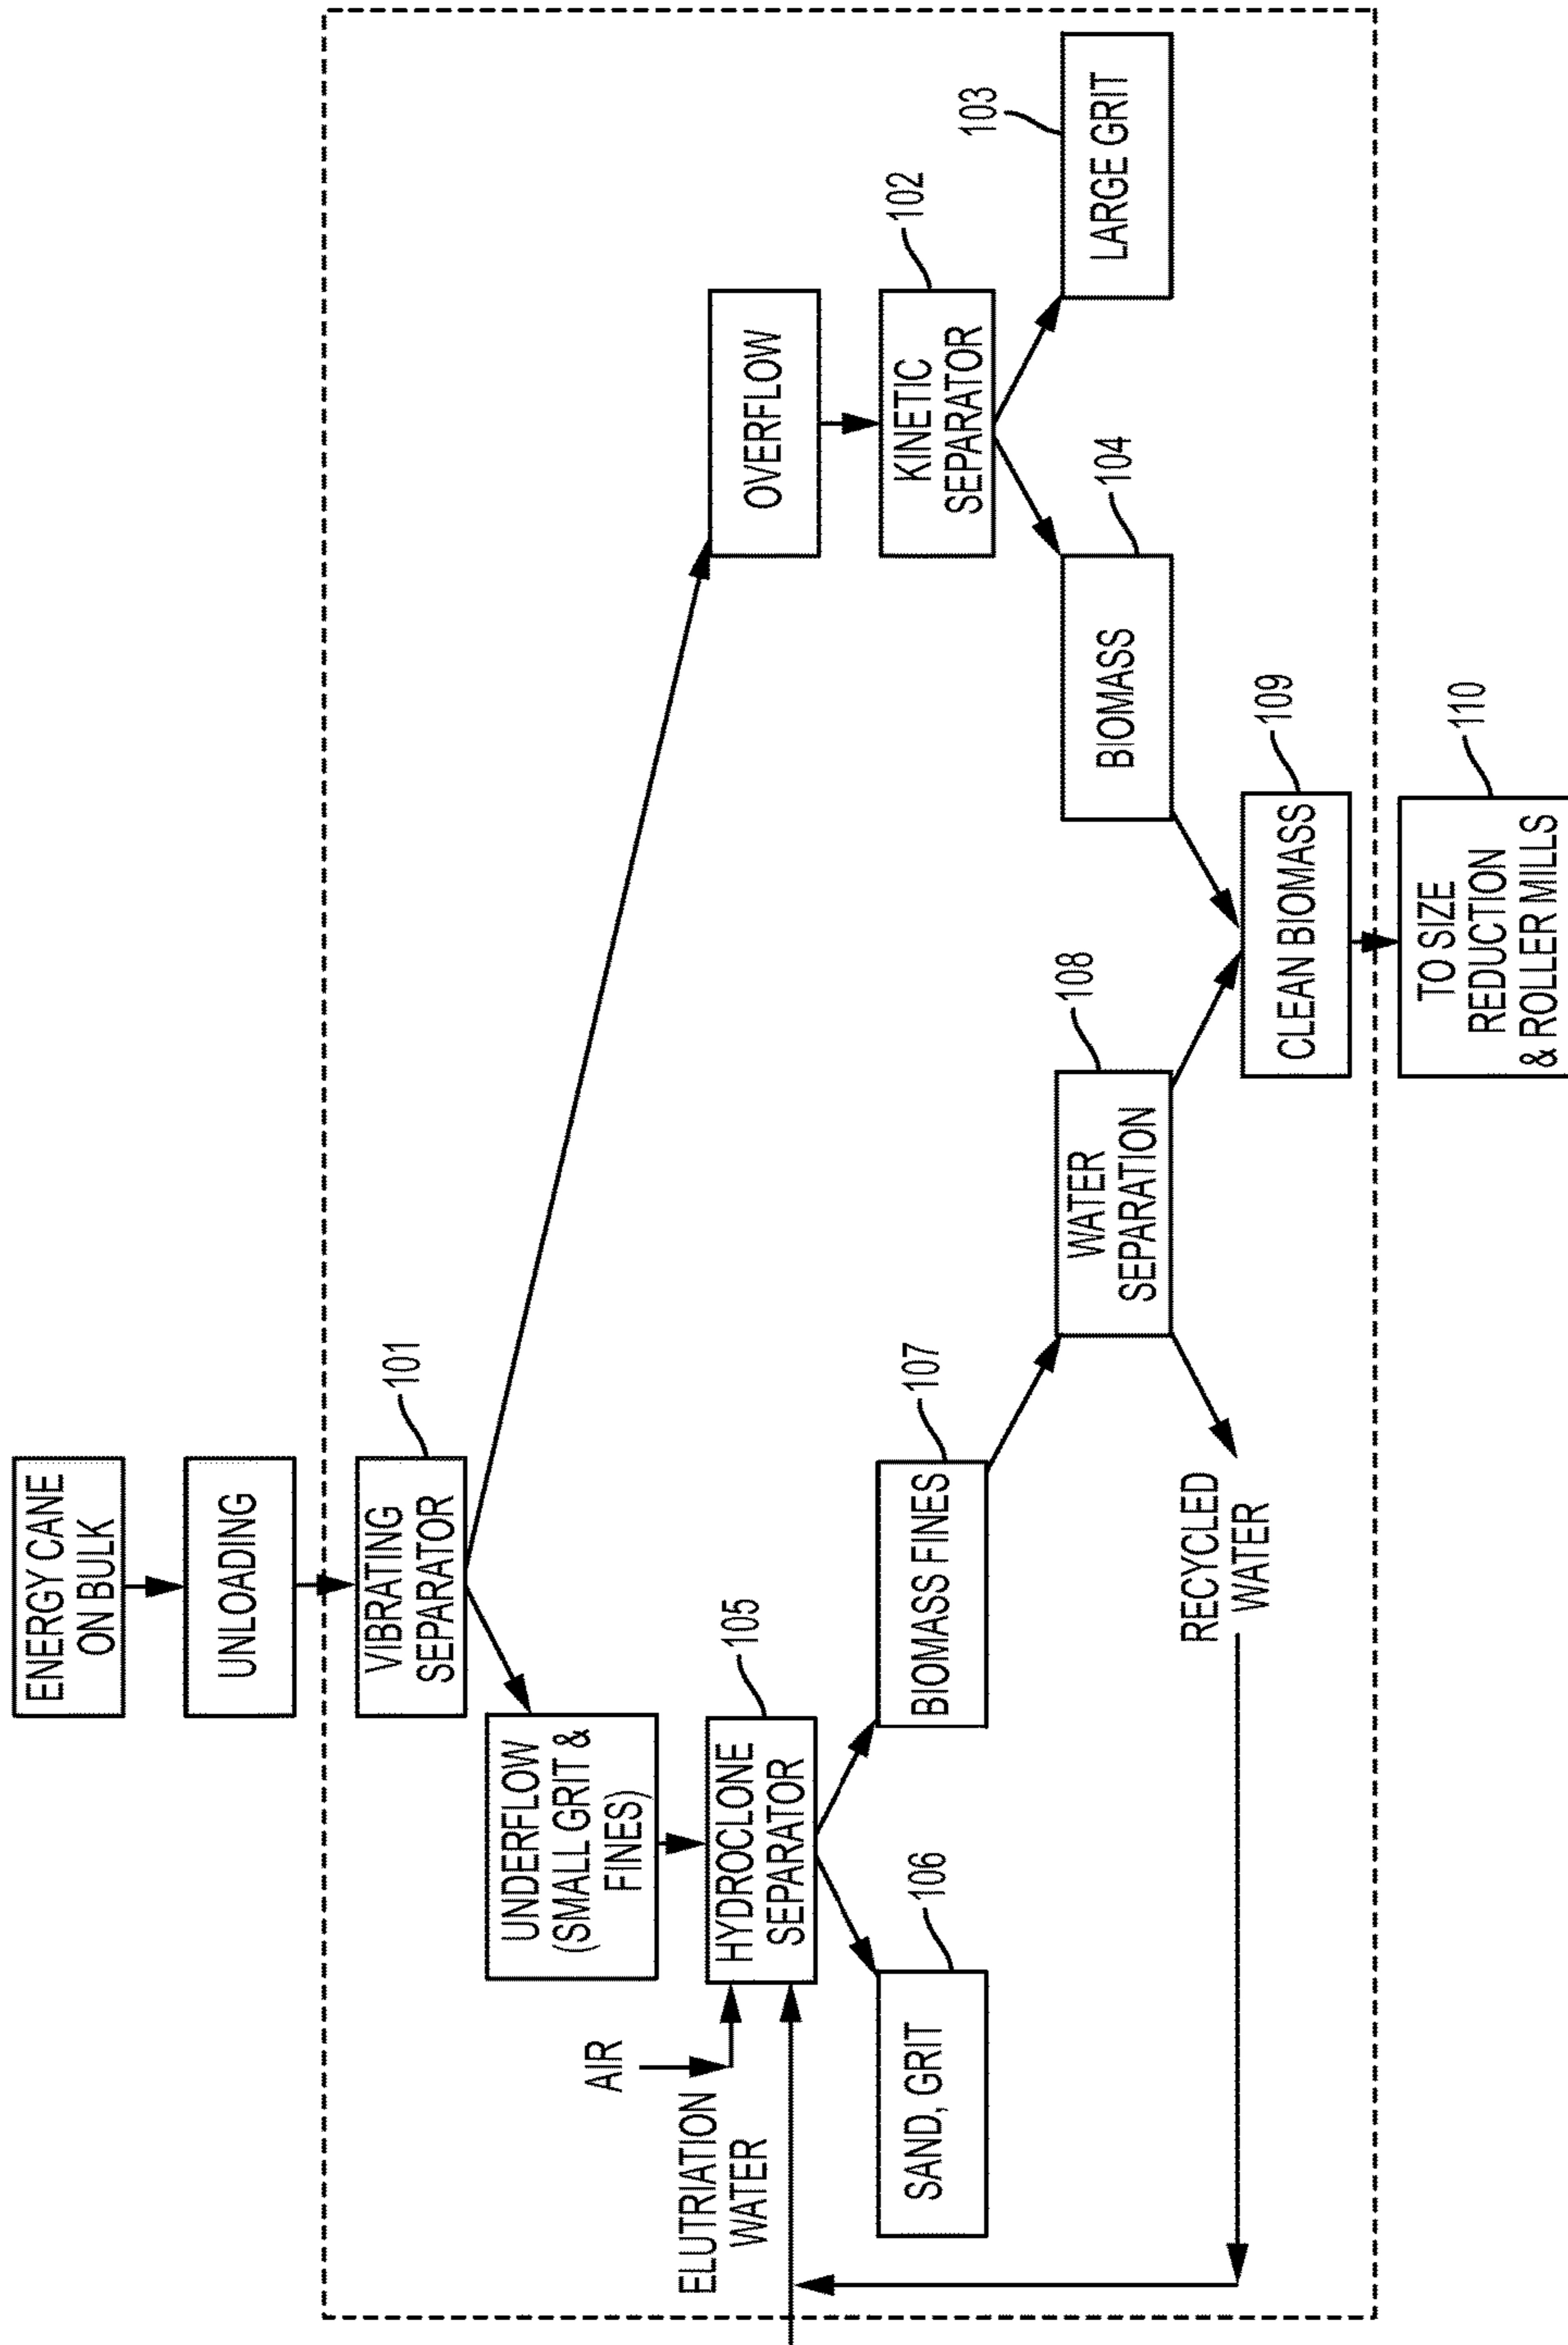 ENERGY CANE
ON BULK
UNLOADING
VIBRATING
SEPARATOR
101
UNDERFLOW
(SMALL GRIT &
FINES)
OVERFLOW
AIR
ELUTRIATION
WATER
HYDROCLONE
SEPARATOR
105
KINETIC
SEPARATOR
102
SAND, GRIT
106
BIOMASS FINES
107
WATER
SEPARATION
108
BIOMASS
104
LARGE GRIT
103
RECYCLED
WATER
CLEAN BIOMASS
109
TO SIZE
REDUCTION
& ROLLER MILLS
110